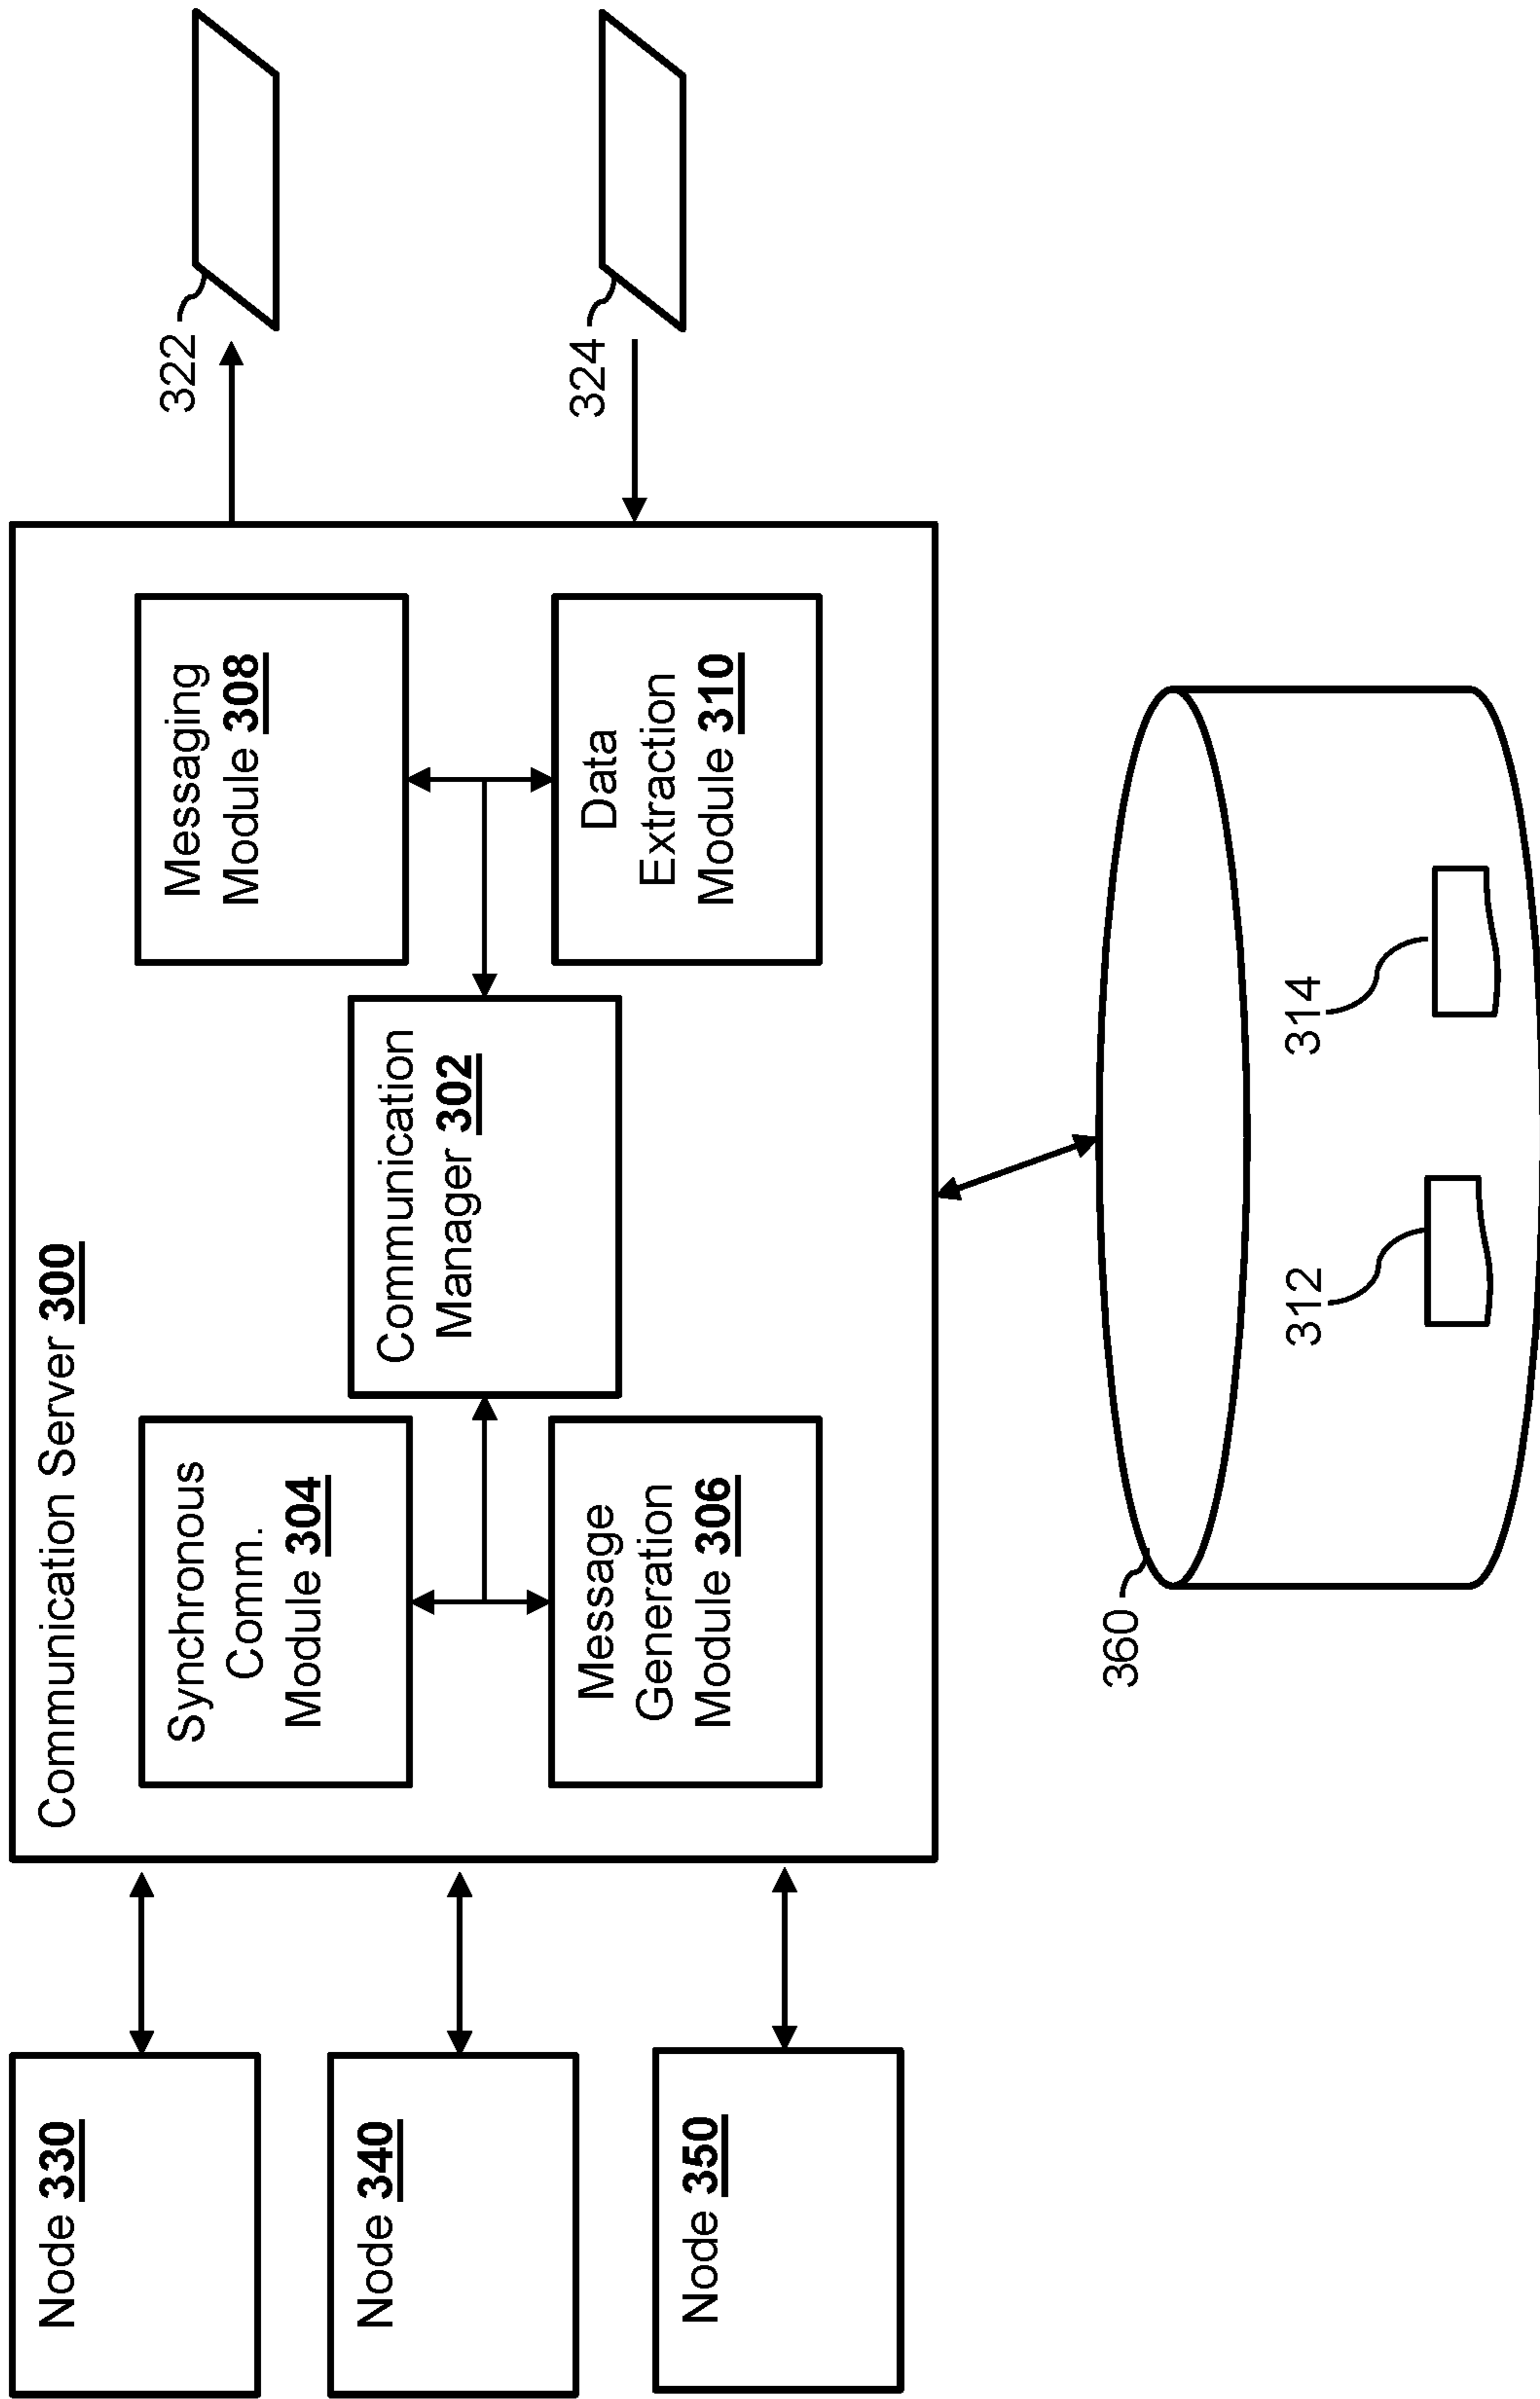 Communication Server 300
Node 330
Node 340
Node 350
Synchronous
Comm.
Module 304
Message
Generation
Module 306
Communication
Manager 302
Messaging
Module 308
Data
Extraction
Module 310
322
324
360
312
314